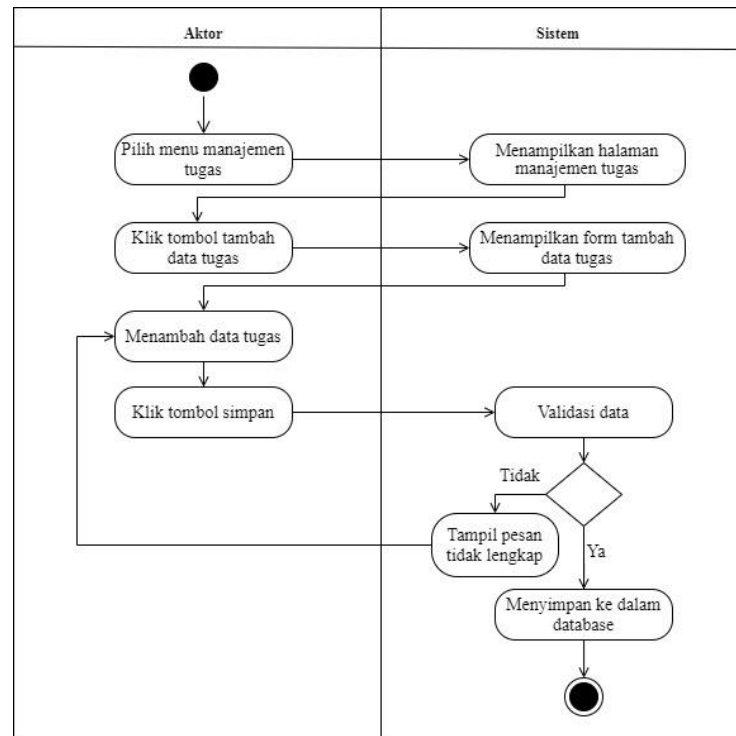 Aktor
Sistem
Pilih menu manajemen
tugas
Menampilkan halaman
manajemen tugas
Klik tombol tambah
data tugas
Menampilkan form tambah
data tugas
Menambah data tugas
Klik tombol simpan
Validasi data
Tidak
Tampil pesan
tidak lengkap
Ya
Menyimpan ke dalam
database